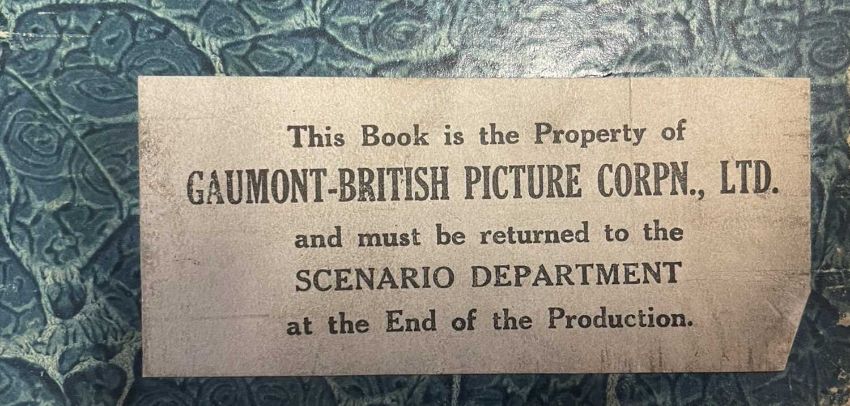 This Book is the Property of
GAUMONT-BRITISH PICTURE CORPN., LTD.
and must be returned to the
SCENARIO DEPARTMENT
at the End of the Production.